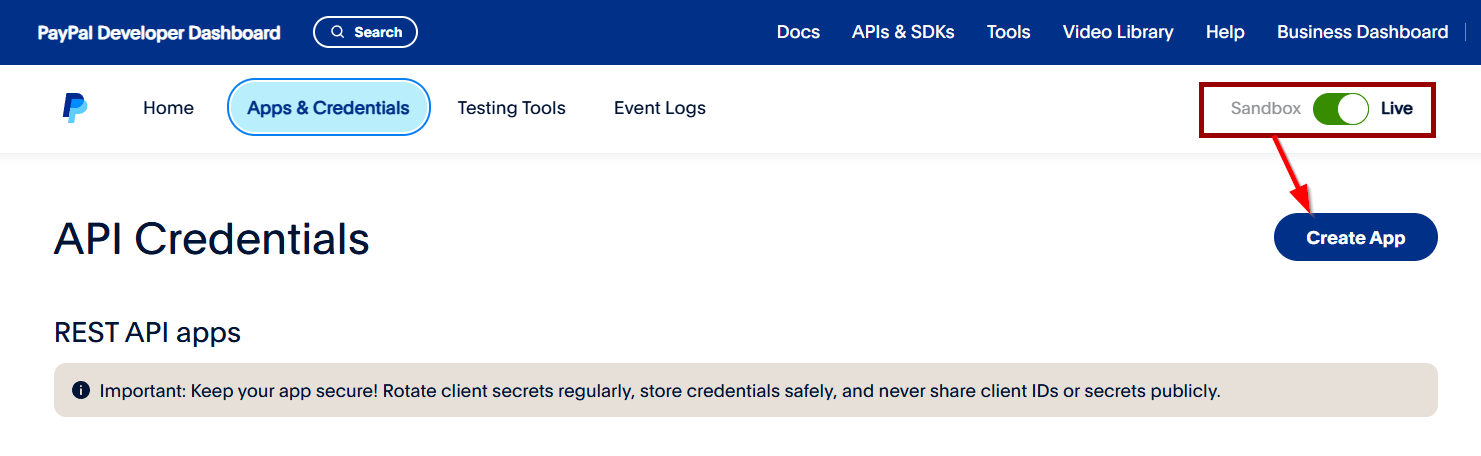 PayPal Developer Dashboard Search Docs APIs & SDKs Tools Video Library Help Business Dashboard
Home Apps & Credentials Testing Tools Event Logs Sandbox Live
API Credentials Create App
REST API apps
Important: Keep your app secure! Rotate client secrets regularly, store credentials safely, and never share client IDs or secrets publicly.